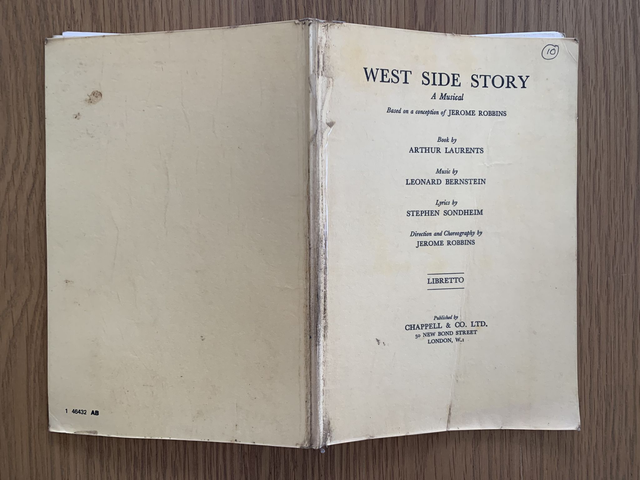 10
WEST SIDE STORY
A Musical
Based on a conception of JEROME ROBBINS
Book by
ARTHUR LAURENTS
Music by
LEONARD BERNSTEIN
Lyrics by
STEPHEN SONDHEIM
Direction and Choreography by
JEROME ROBBINS
LIBRETTO
Published by
CHAPPELL & CO. LTD.
50 NEW BOND STREET
LONDON, W.1
1 46432 AB